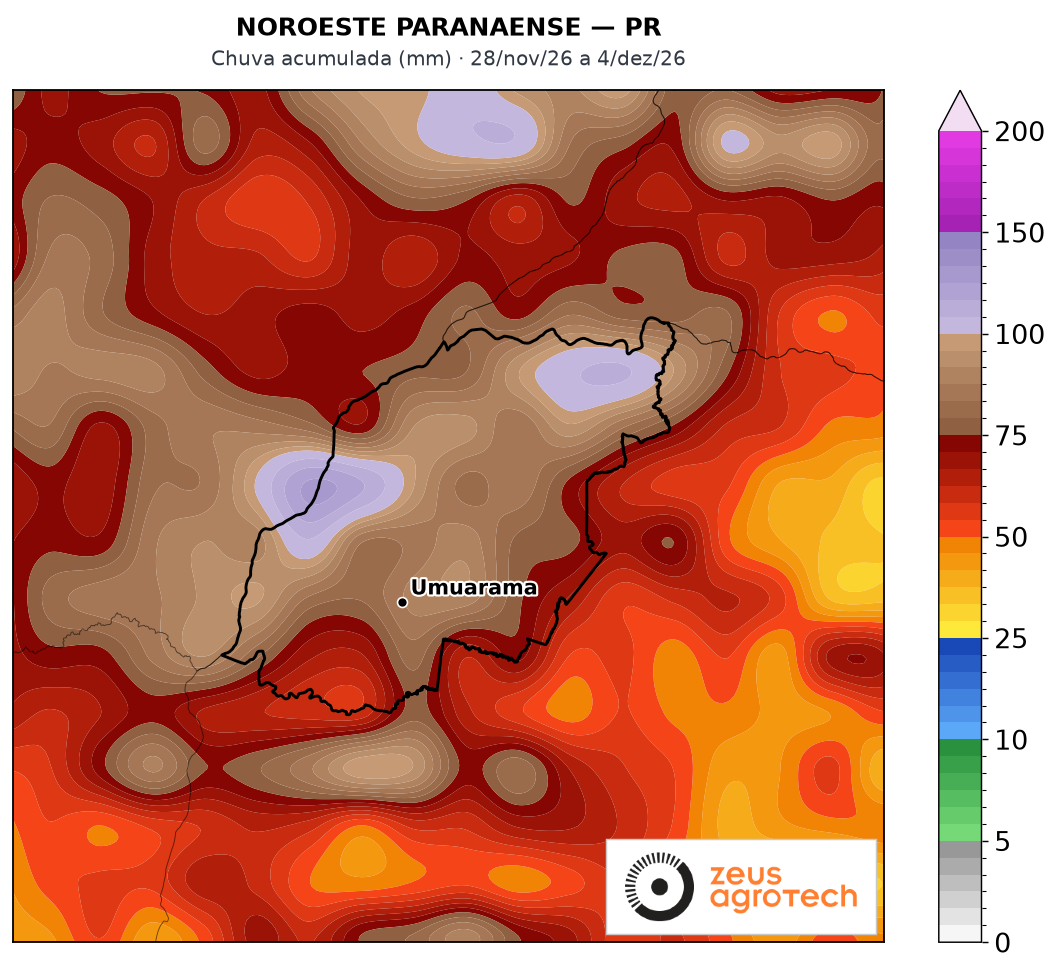 NOROESTE PARANAENSE — PR
Chuva acumulada (mm) · 28/nov/26 a 4/dez/26
200
150
100
75
50
25
10
5
0
Umuarama
zeus
agrotech